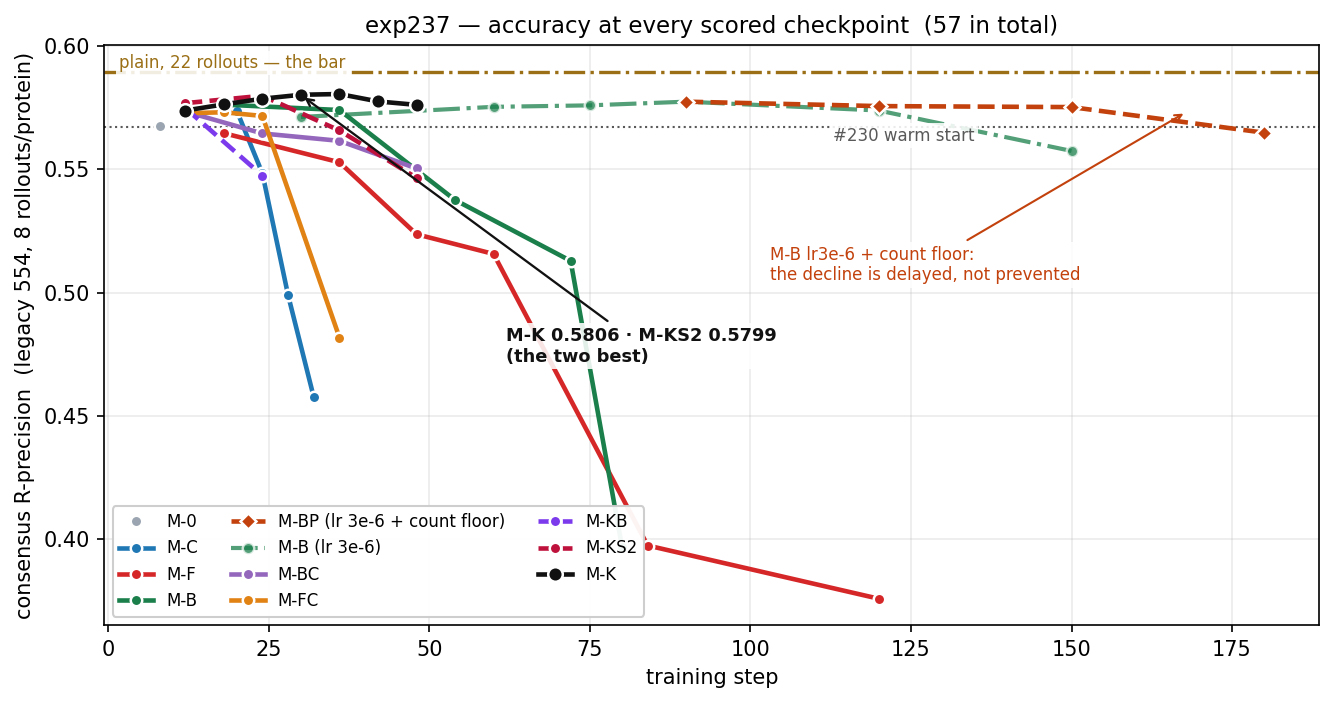 exp237 — accuracy at every scored checkpoint (57 in total)
consensus R-precision (legacy 554, 8 rollouts/protein)
0.60
0.55
0.50
0.45
0.40
plain, 22 rollouts — the bar
#230 warm start
M-B lr3e-6 + count floor:
the decline is delayed, not prevented
M-K 0.5806 · M-KS2 0.5799
(the two best)
M-0
M-C
M-F
M-B
M-BP (lr 3e-6 + count floor)
M-B (lr 3e-6)
M-BC
M-FC
M-KB
M-KS2
M-K
0 25 50 75 100 125 150 175
training step